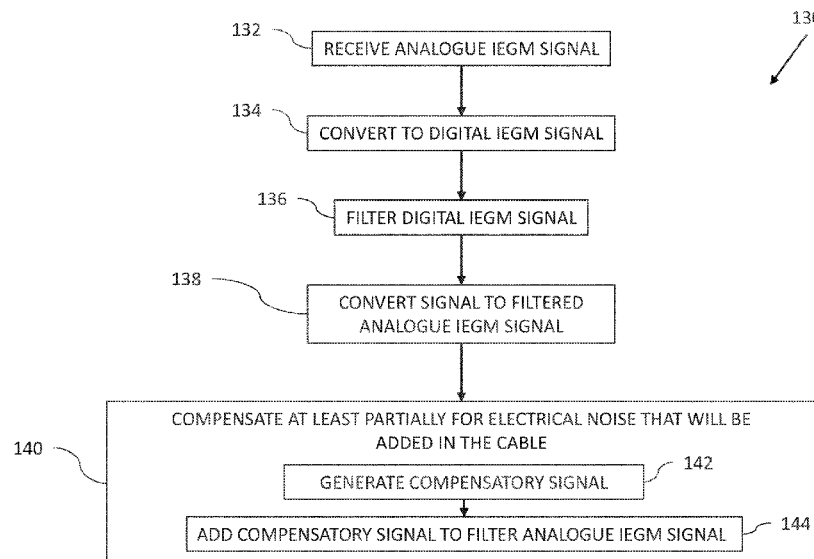 132
RECEIVE ANALOGUE IEGM SIGNAL
134
CONVERT TO DIGITAL IEGM SIGNAL
136
FILTER DIGITAL IEGM SIGNAL
138
CONVERT SIGNAL TO FILTERED
ANALOGUE IEGM SIGNAL
140
COMPENSATE AT LEAST PARTIALLY FOR ELECTRICAL NOISE THAT WILL BE
ADDED IN THE CABLE
GENERATE COMPENSATORY SIGNAL
142
ADD COMPENSATORY SIGNAL TO FILTER ANALOGUE IEGM SIGNAL
144